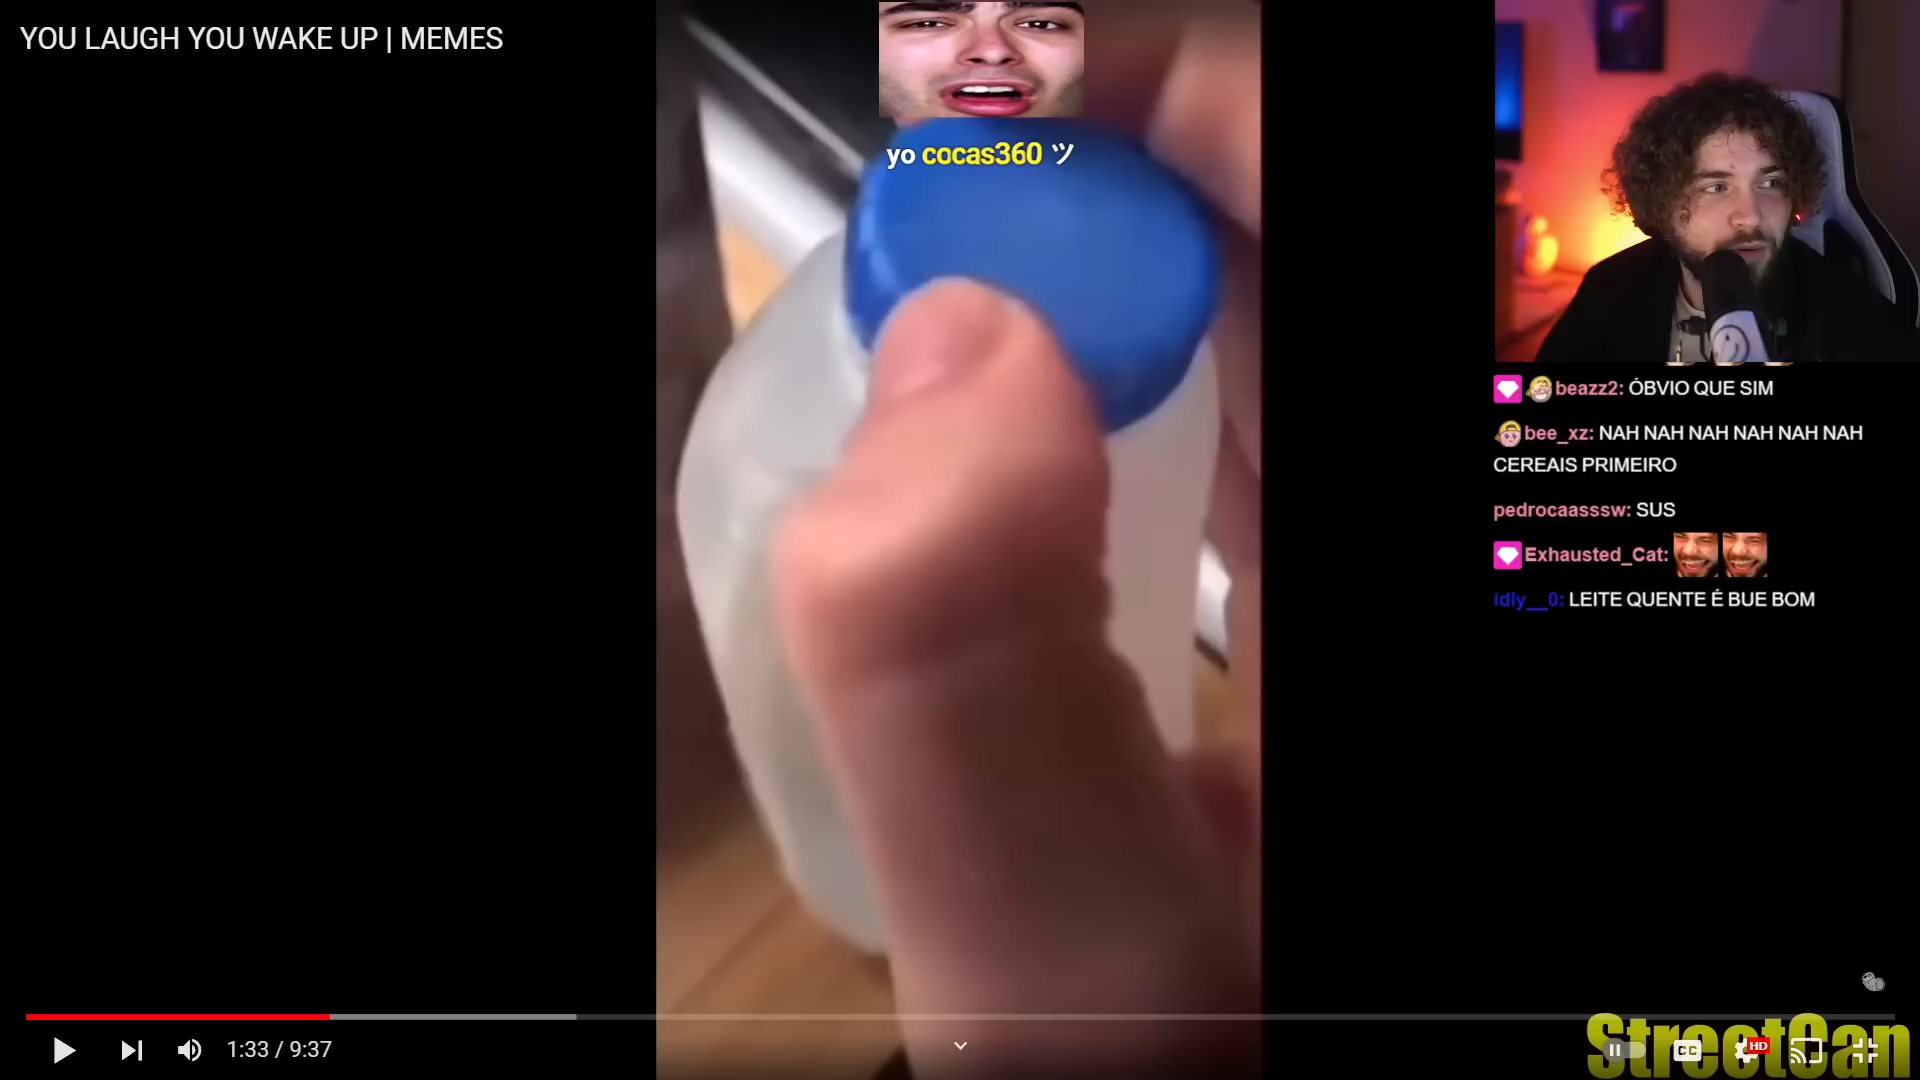 YOU LAUGH YOU WAKE UP | MEMES
yo cocas360 ツ
beazz2: ÓBVIO QUE SIM
bee_xz: NAH NAH NAH NAH NAH NAH
CEREAIS PRIMEIRO
pedrocaasssw: SUS
Exhausted_Cat:
idly__0: LEITE QUENTE É BUE BOM
StreetCan
1:33 / 9:37
CC
HD